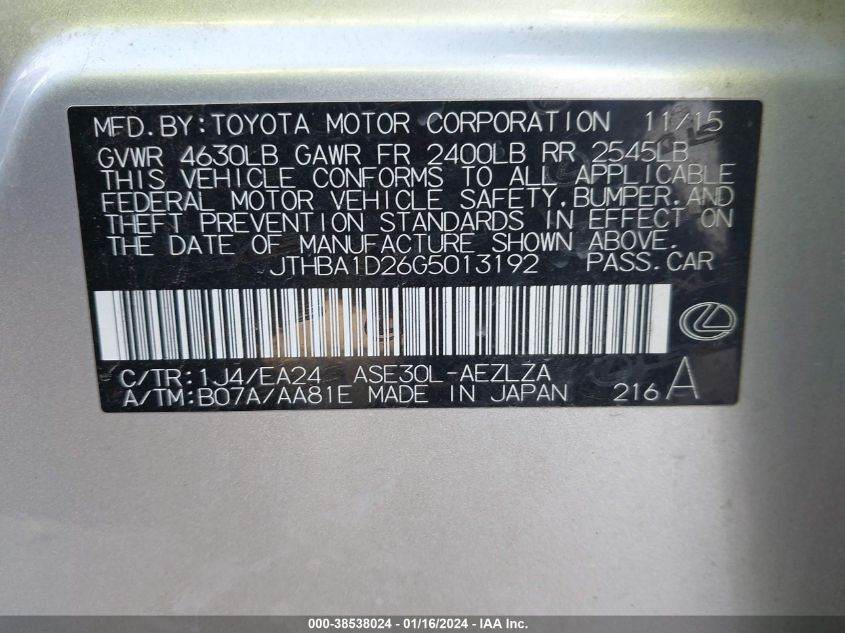 MFD. BY: TOYOTA MOTOR CORPORATION 11/15
GVWR 4630LB GAWR FR 2400LB RR 2545LB
THIS VEHICLE CONFORMS TO ALL APPLICABLE
FEDERAL MOTOR VEHICLE SAFETY, BUMPER, AND
THEFT PREVENTION STANDARDS IN EFFECT ON
THE DATE OF MANUFACTURE SHOWN ABOVE.
JTHBA1D26G5013192 PASS. CAR
C/TR: 1J4/EA24 ASE30L-AEZLZA
A/TM: B07A/AA81E MADE IN JAPAN 216 A
000-38538024 - 01/16/2024 - IAA Inc.